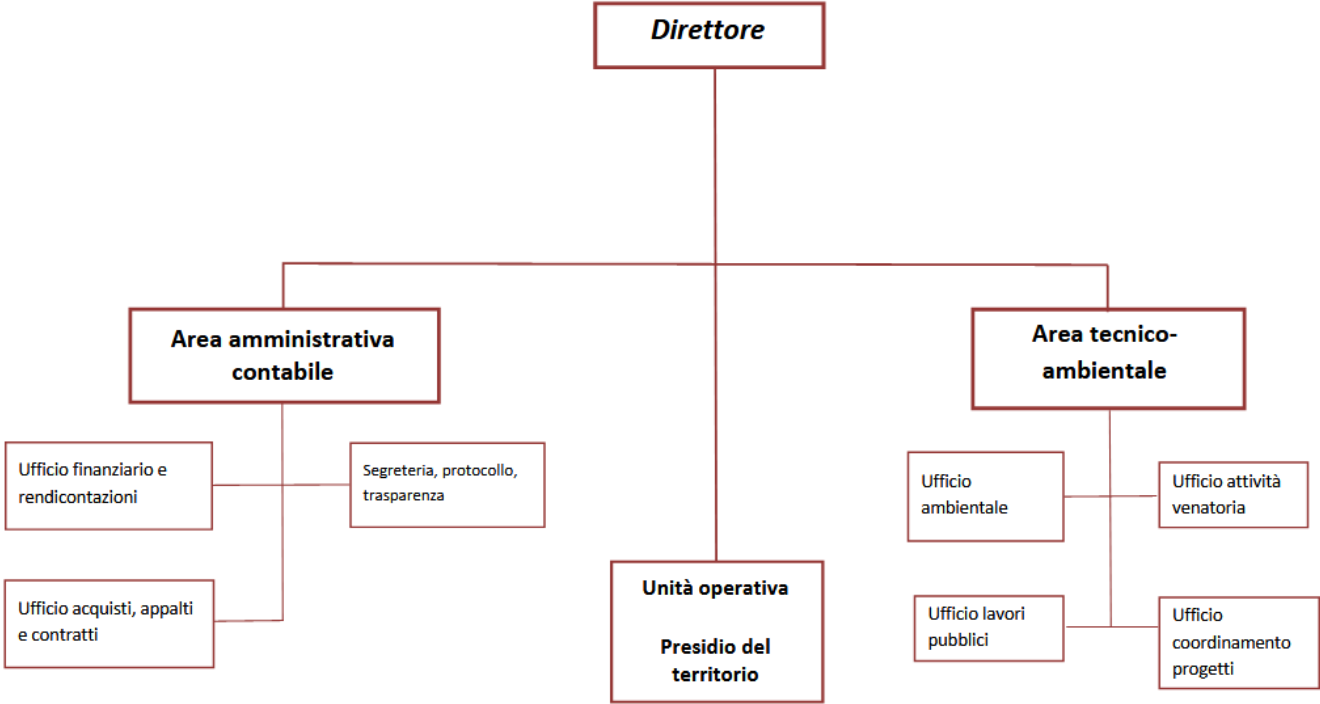 Direttore
Area amministrativa
contabile
Area tecnico-
ambientale
Ufficio finanziario e
rendicontazioni
Segreteria, protocollo,
trasparenza
Ufficio
ambientale
Ufficio attività
venatoria
Ufficio acquisti, appalti
e contratti
Unità operativa
Presidio del
territorio
Ufficio lavori
pubblici
Ufficio
coordinamento
progetti